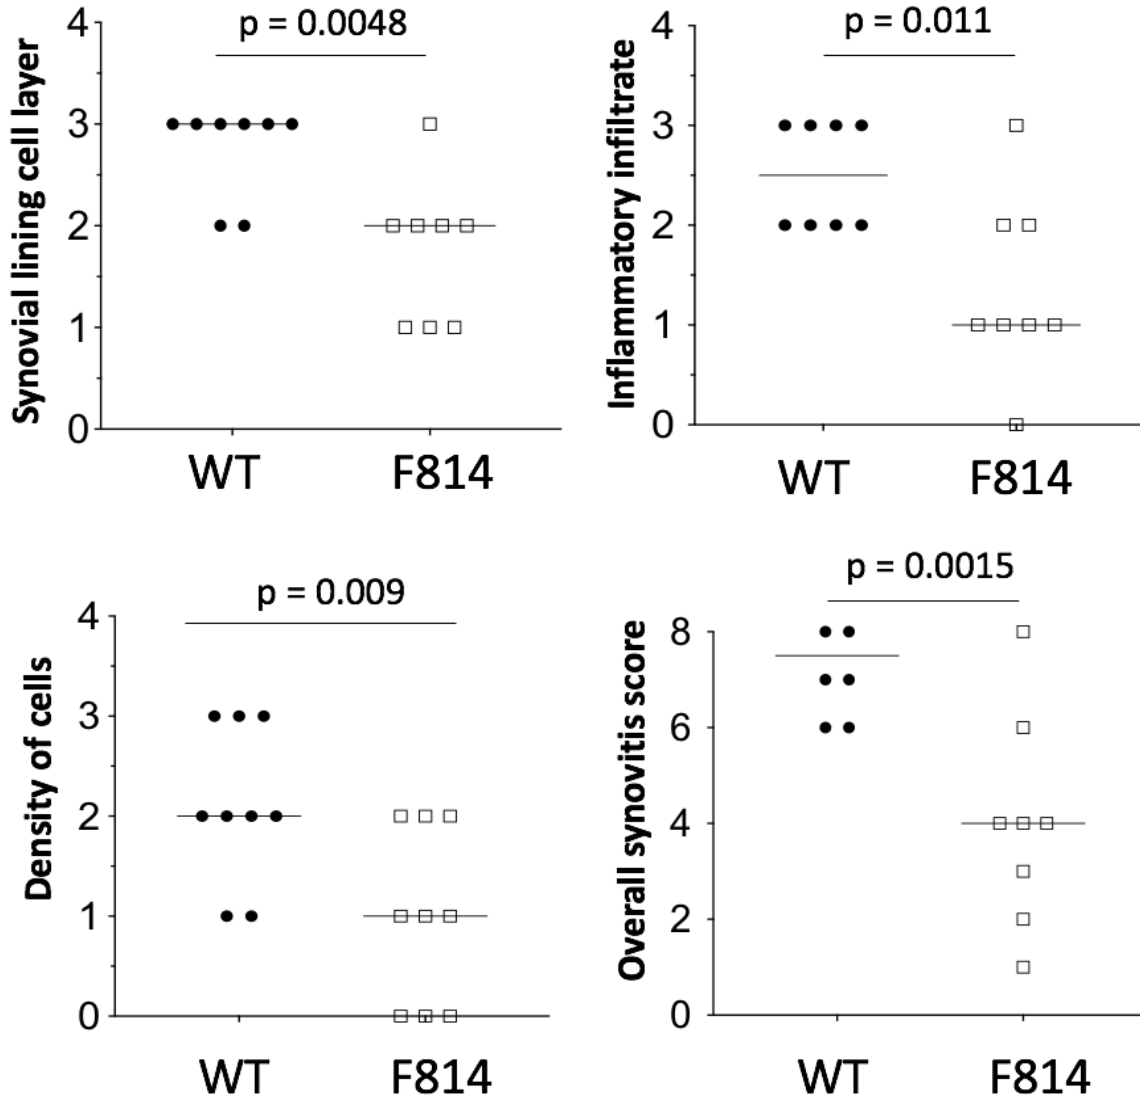 Synovial lining cell layer
p = 0.0048
4
3
2
1
0
WT F814
Inflammatory infiltrate
p = 0.011
4
3
2
1
0
WT F814
Density of cells
p = 0.009
4
3
2
1
0
WT F814
Overall synovitis score
p = 0.0015
8
6
4
2
0
WT F814